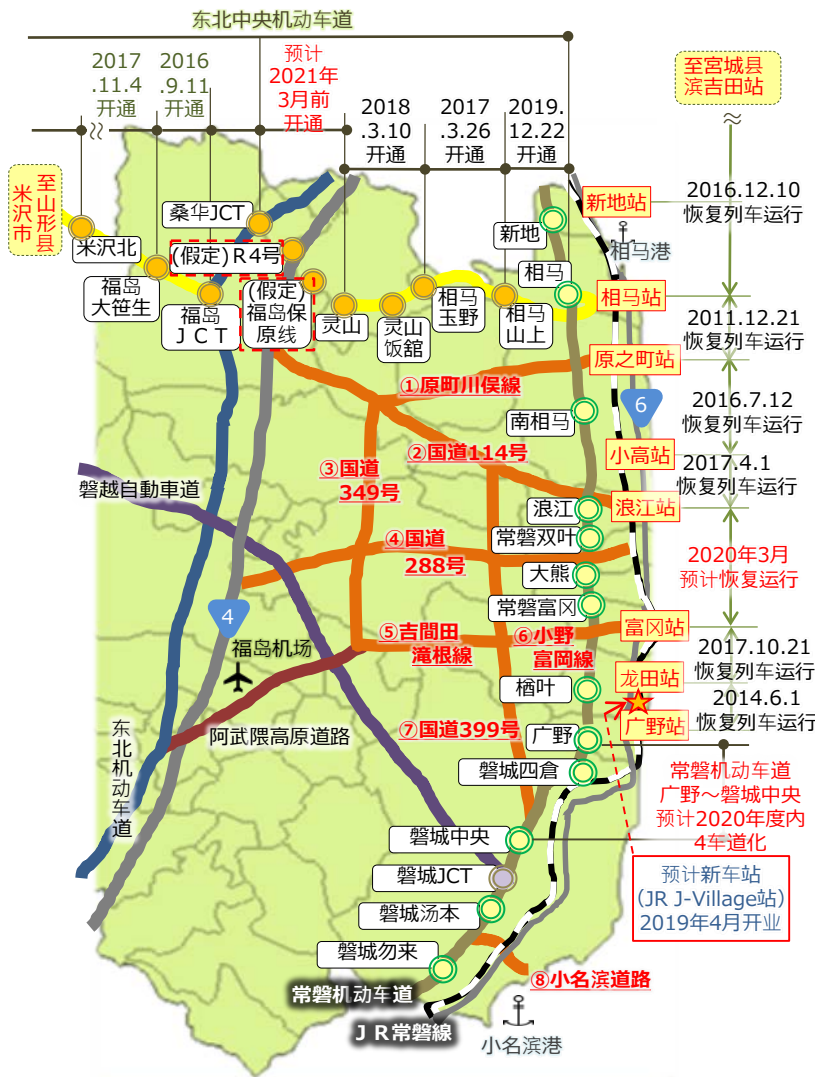 东北中央机动车道
2017
.11.4
开通
2016
.9.11
开通
预计
2021年
3月前
开通
2018
.3.10
开通
2017
.3.26
开通
2019.
12.22
开通
至宮城县
滨吉田站
至山形县
米沢市
米沢北
福岛
大笹生
桑华JCT
(假定)R4号
福岛
JCT
(假定)
福岛保
原线
灵山
灵山
饭舘
相马
玉野
相马
山上
新地
相马
新地站
相马港
相马站
原之町站
小高站
浪江站
富冈站
龙田站
广野站
2016.12.10
恢复列车运行
2011.12.21
恢复列车运行
2016.7.12
恢复列车运行
2017.4.1
恢复列车运行
2020年3月
预计恢复运行
2017.10.21
恢复列车运行
2014.6.1
恢复列车运行
①原町川俣線
6
南相马
②国道114号
③国道
349号
磐越自動車道
浪江
常磐双叶
④国道
288号
大熊
常磐富冈
4
⑤吉間田
滝根線
⑥小野
富岡線
福岛机场
楢叶
阿武隈高原道路
⑦国道399号
广野
东北机动车道
磐城四倉
常磐机动车道
广野～磐城中央
预计2020年度内
4车道化
磐城中央
磐城JCT
预计新车站
(JR J-Village站)
2019年4月开业
磐城汤本
磐城勿来
⑧小名滨道路
常磐机动车道
ＪＲ常磐線
小名滨港